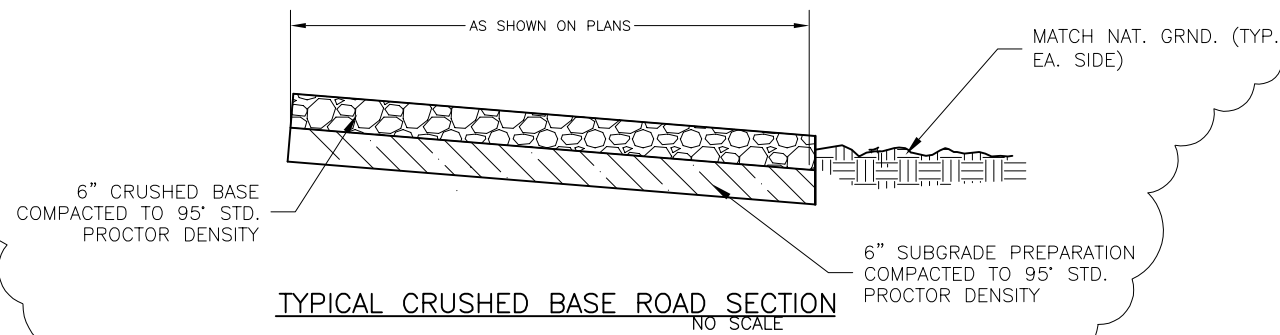 AS SHOWN ON PLANS
MATCH NAT. GRND. (TYP.
EA. SIDE)
6" CRUSHED BASE
COMPACTED TO 95° STD.
PROCTOR DENSITY
6" SUBGRADE PREPARATION
COMPACTED TO 95° STD.
PROCTOR DENSITY
TYPICAL CRUSHED BASE ROAD SECTION
NO SCALE